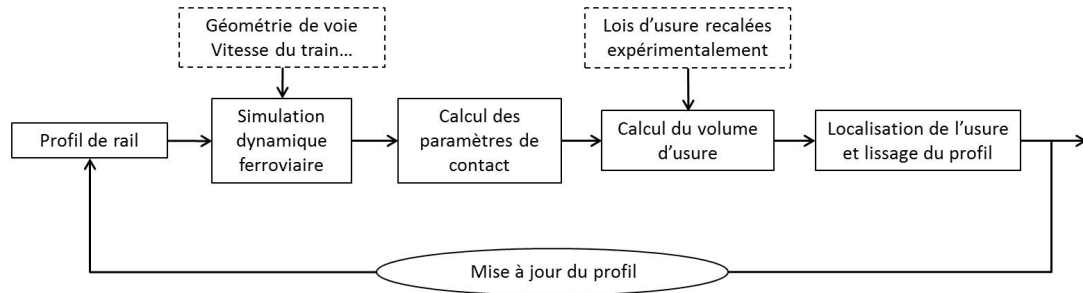 Géométrie de voie
Vitesse du train…
Lois d'usure recalées
expérimentalement
Profil de rail
Simulation
dynamique
ferroviaire
Calcul des
paramètres de
contact
Calcul du volume
d'usure
Localisation de l'usure
et lissage du profil
Mise à jour du profil